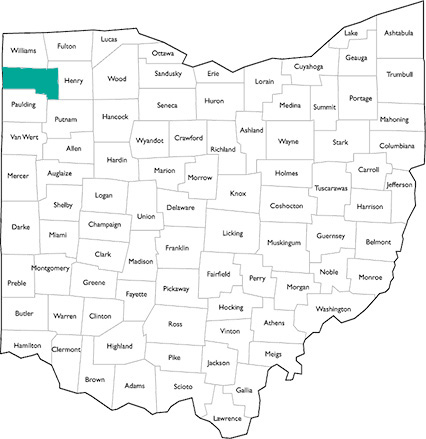 Lake
Ashtabula
Lucas
Fulton
Williams
Ottawa
Geauga
Cuyahoga
Trumbull
Henry
Wood
Sandusky
Erie
Lorain
Portage
Paulding
Seneca
Huron
Medina
Summit
Putnam
Hancock
Mahoning
Van Wert
Wyandot
Crawford
Ashland
Wayne
Stark
Columbiana
Allen
Richland
Hardin
Mercer
Auglaize
Marion
Morrow
Holmes
Carroll
Jefferson
Tuscarawas
Logan
Knox
Shelby
Delaware
Coshocton
Harrison
Union
Darke
Miami
Champaign
Licking
Guernsey
Belmont
Franklin
Muskingum
Clark
Madison
Montgomery
Fairfield
Perry
Noble
Monroe
Preble
Greene
Fayette
Pickaway
Morgan
Hocking
Washington
Butler
Warren
Clinton
Ross
Vinton
Athens
Hamilton
Clermont
Highland
Pike
Jackson
Meigs
Brown
Adams
Scioto
Gallia
Lawrence